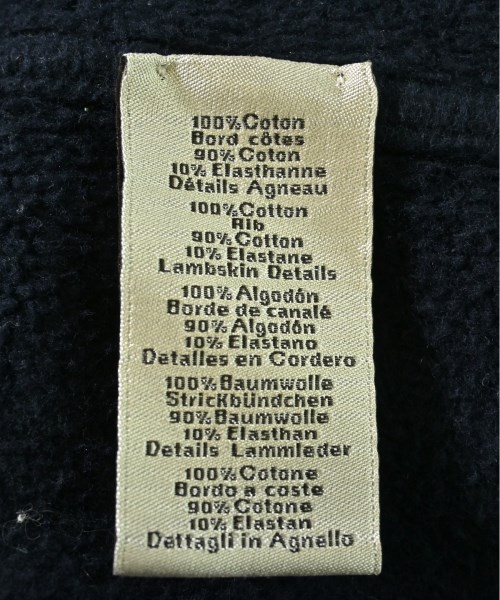 100% Coton
Bord côtes
90% Coton
10% Elasthanne
Détails Agneau
100% Cotton
Rib
90% Cotton
10% Elastane
Lambskin Details
100% Algodón
Borde de canalé
90% Algodón
10% Elastano
Detalles en Cordero
100% Baumwolle
Strickbündchen
90% Baumwolle
10% Elasthan
Details Lammleder
100% Cotone
Bordo a coste
90% Cotone
10% Elastan
Dettagli in Agnello